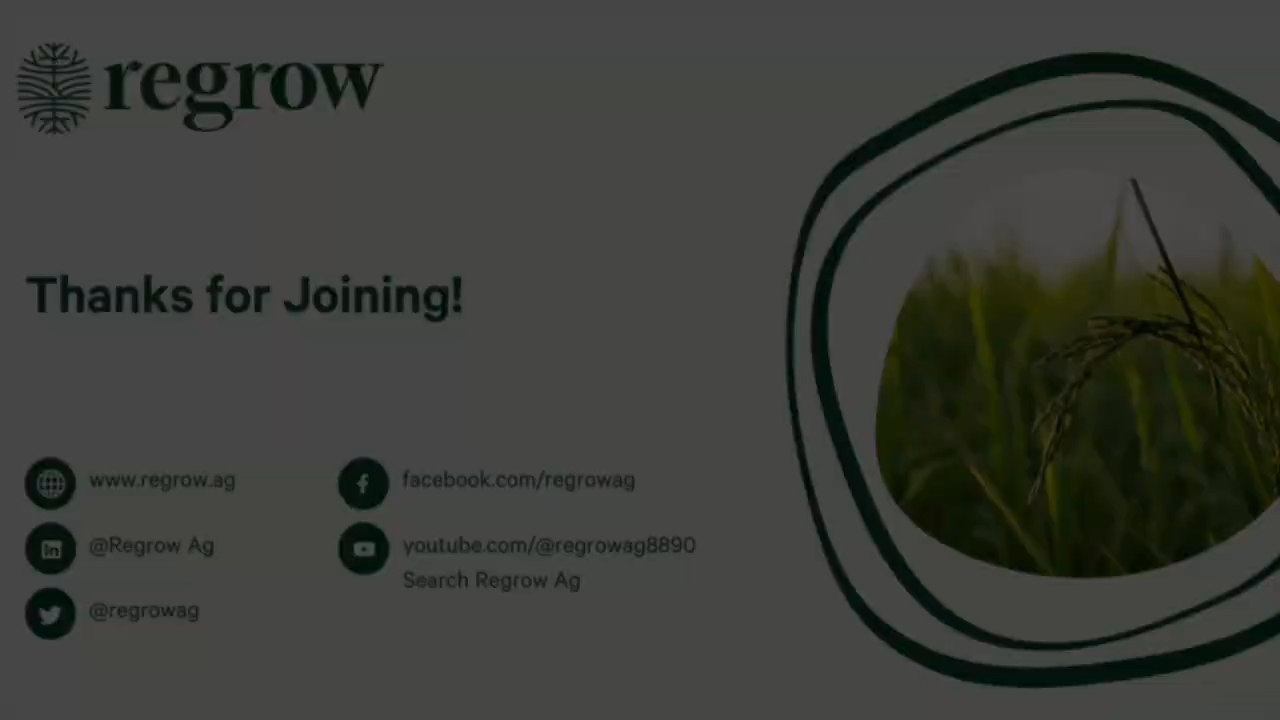 regrow
Thanks for Joining!
www.regrow.ag
@Regrow Ag
@regrowag
facebook.com/regrowag
youtube.com/@regrowag8890
Search Regrow Ag